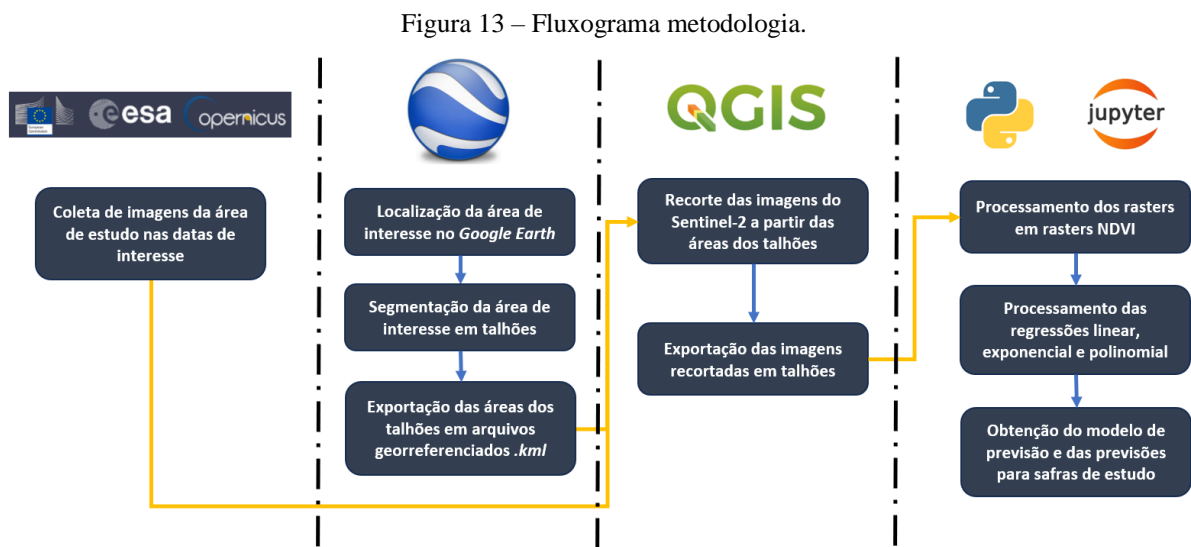 Figura 13 – Fluxograma metodologia.
esa
opernicus
QGIS
jupyter
Coleta de imagens da área
de estudo nas datas de
interesse
Localização da área de
interesse no Google Earth
Segmentação da área de
interesse em talhões
Exportação das áreas dos
talhões em arquivos
georreferenciados .kml
Recorte das imagens do
Sentinel-2 a partir das
áreas dos talhões
Exportação das imagens
recortadas em talhões
Processamento dos rasters
em rasters NDVI
Processamento das
regressões linear,
exponencial e polinomial
Obtenção do modelo de
previsão e das previsões
para safras de estudo